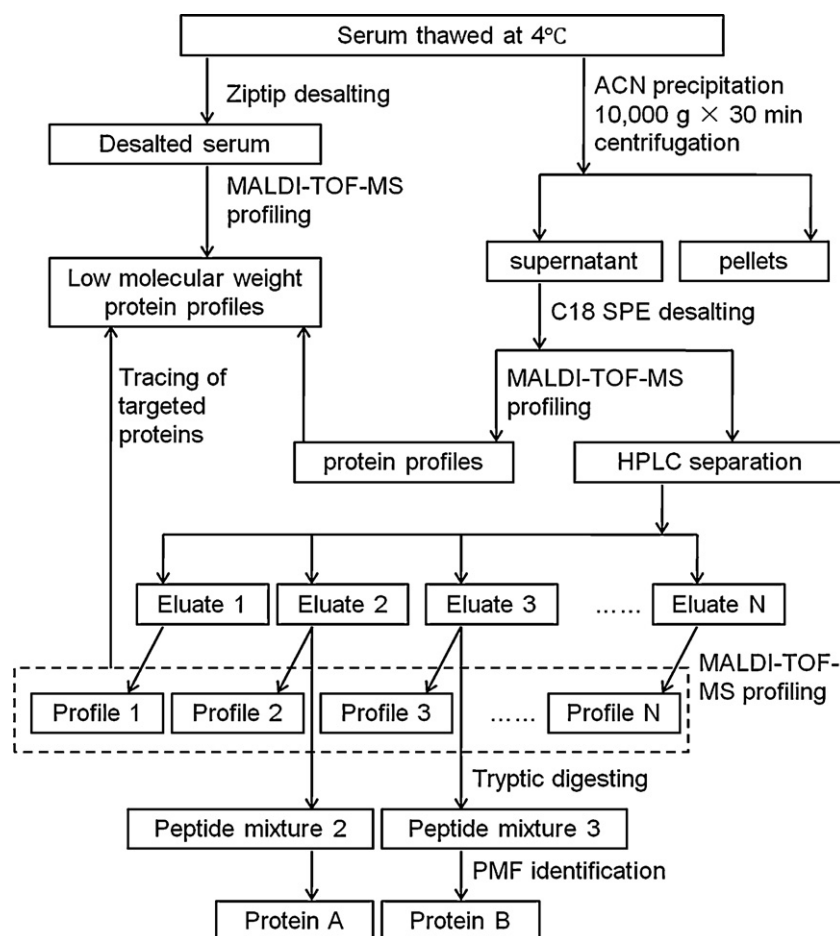 Serum thawed at 4℃
Ziptip desalting
ACN precipitation
10,000 g × 30 min
centrifugation
Desalted serum
MALDI-TOF-MS
profiling
Low molecular weight
protein profiles
supernatant
pellets
C18 SPE desalting
Tracing of
targeted
proteins
MALDI-TOF-MS
profiling
protein profiles
HPLC separation
Eluate 1
Eluate 2
Eluate 3
......
Eluate N
MALDI-TOF-
MS profiling
Profile 1
Profile 2
Profile 3
......
Profile N
Tryptic digesting
Peptide mixture 2
Peptide mixture 3
PMF identification
Protein A
Protein B